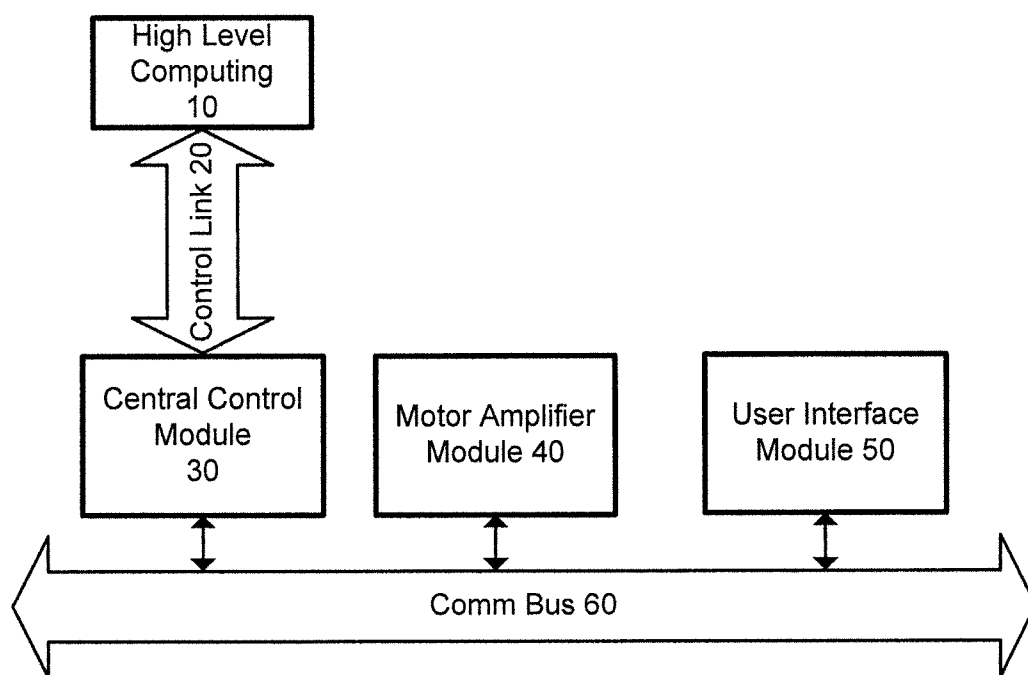 High Level
Computing
10
Control Link 20
Central Control
Module
30
Motor Amplifier
Module 40
User Interface
Module 50
Comm Bus 60